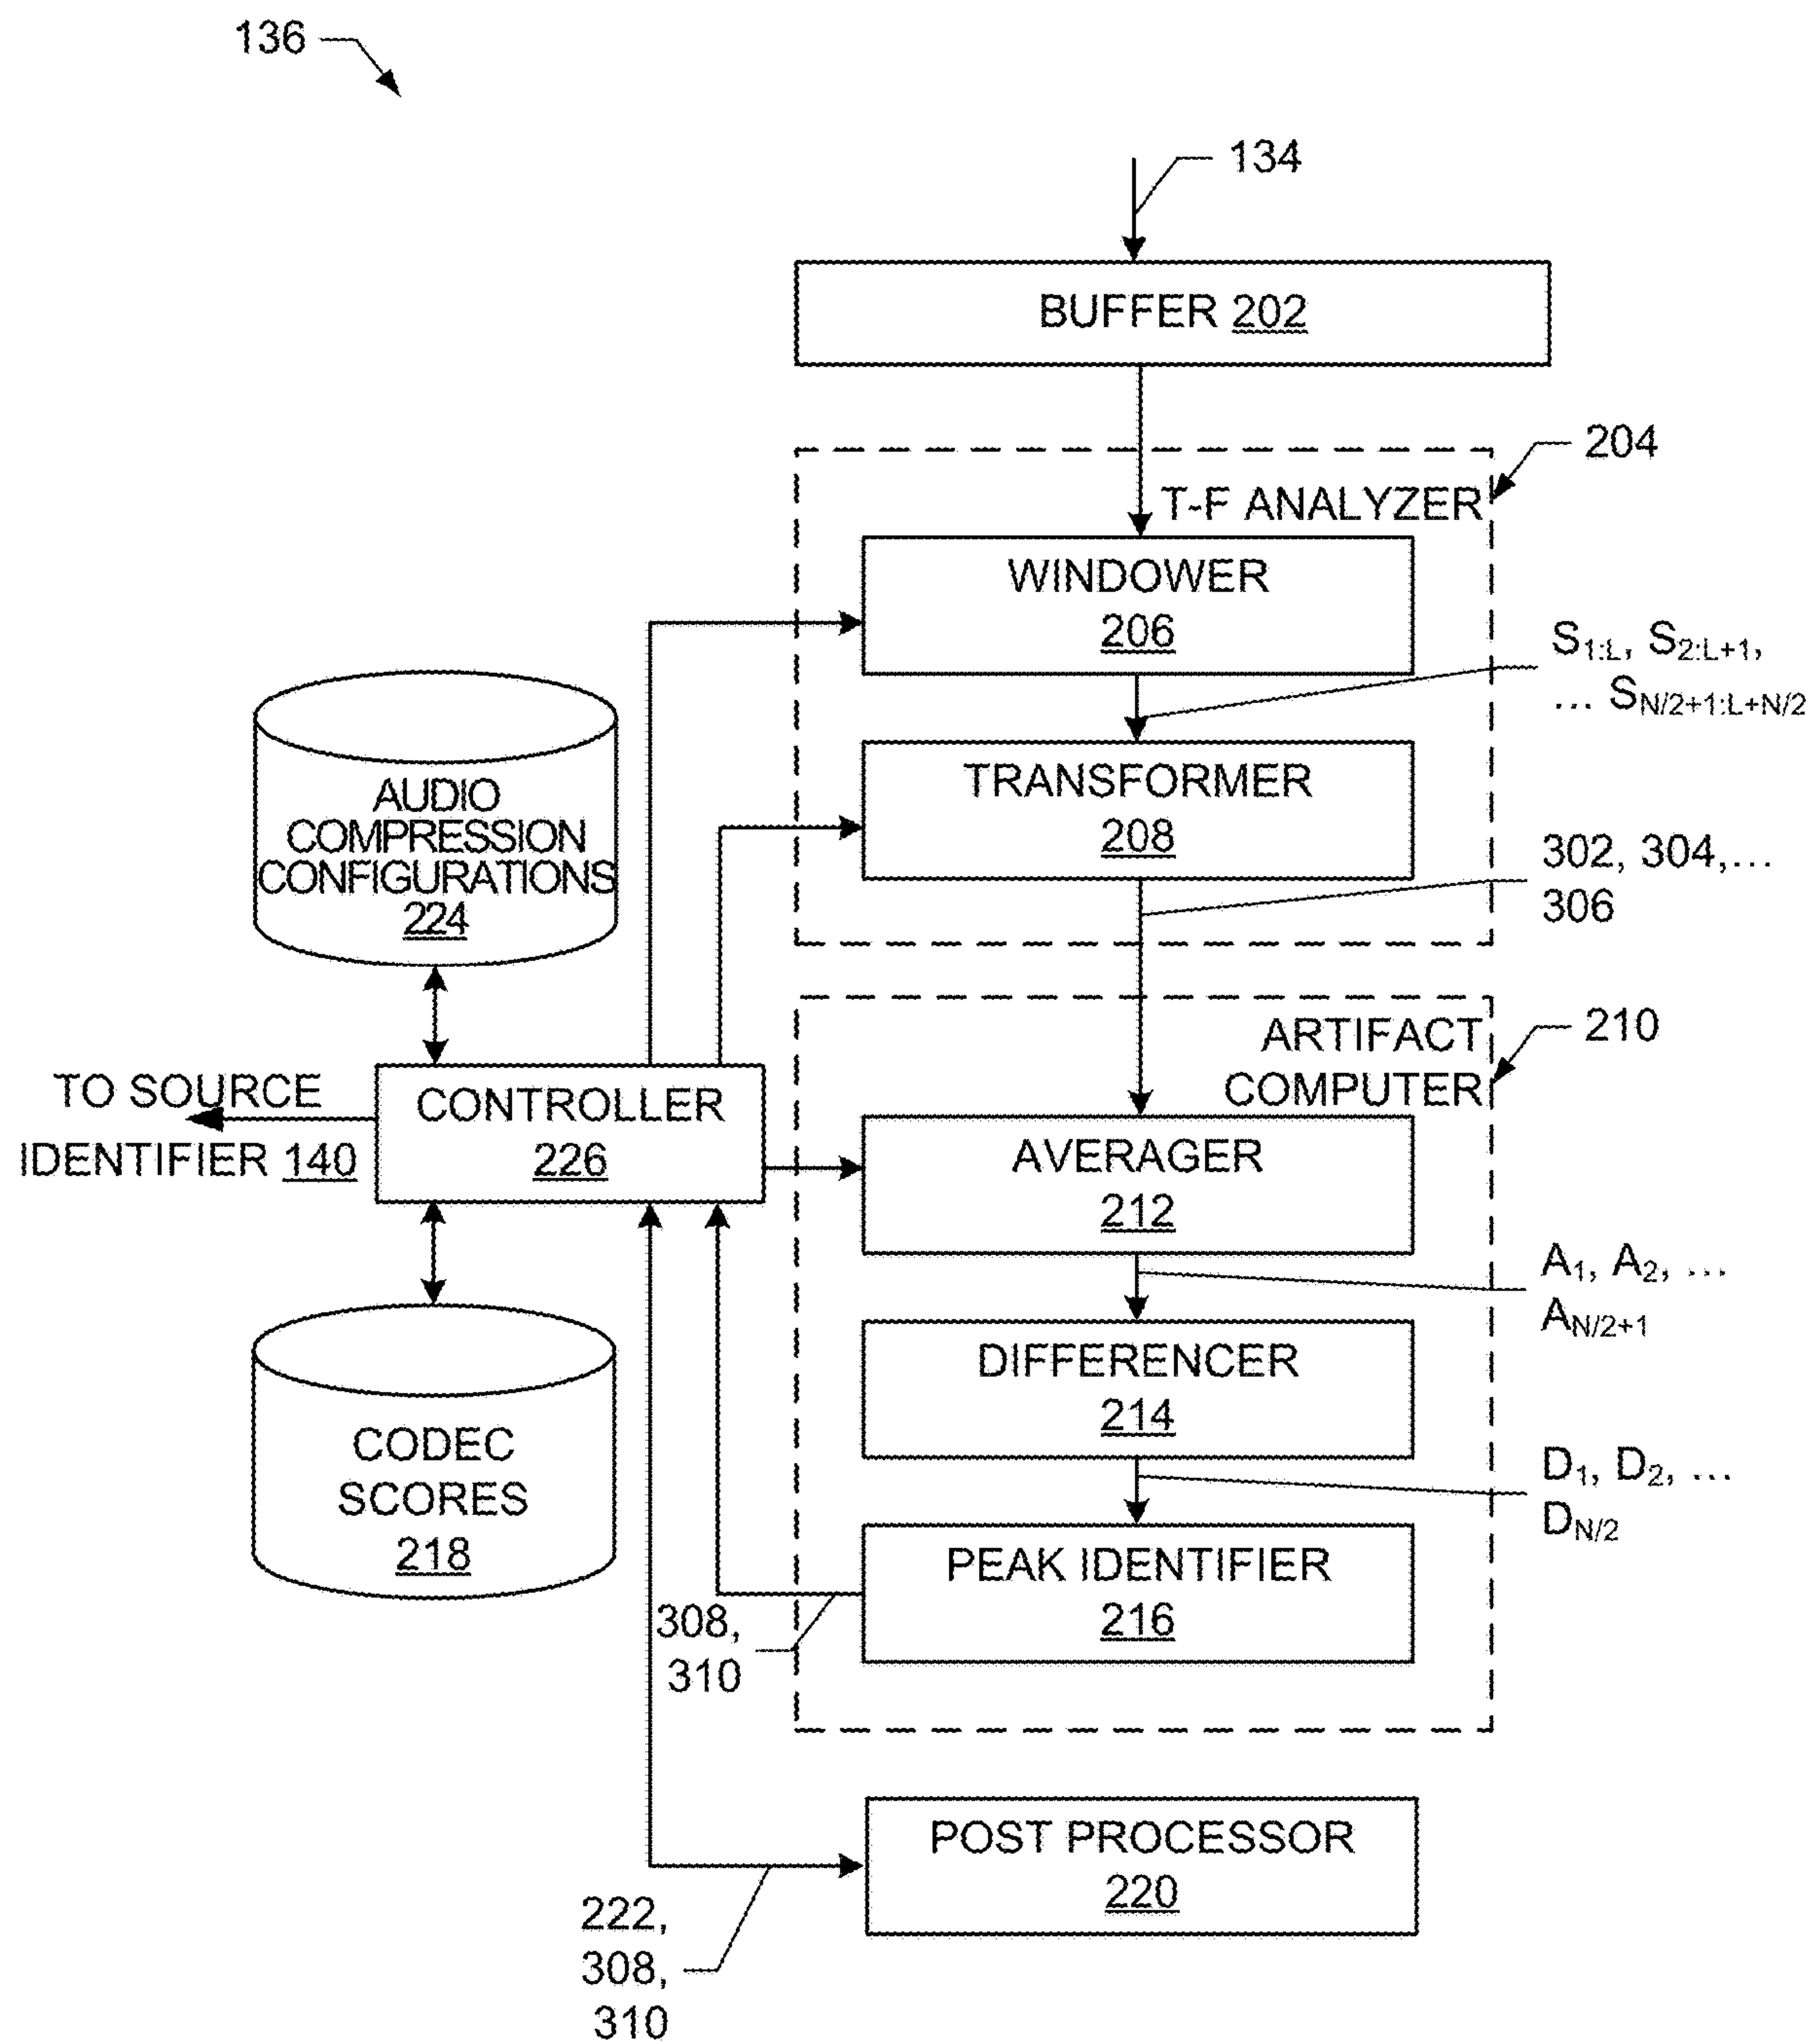 136
134
BUFFER 202
204
T-F ANALYZER
WINDOWER
206
S1:L, S2:L+1,
... SN/2+1:L+N/2
TRANSFORMER
208
302, 304,...
306
AUDIO
COMPRESSION
CONFIGURATIONS
224
ARTIFACT
COMPUTER
210
TO SOURCE
IDENTIFIER 140
CONTROLLER
226
AVERAGER
212
A1, A2, ...
AN/2+1
DIFFERENCER
214
CODEC
SCORES
218
D1, D2, ...
DN/2
PEAK IDENTIFIER
216
308,
310
POST PROCESSOR
220
222,
308,
310